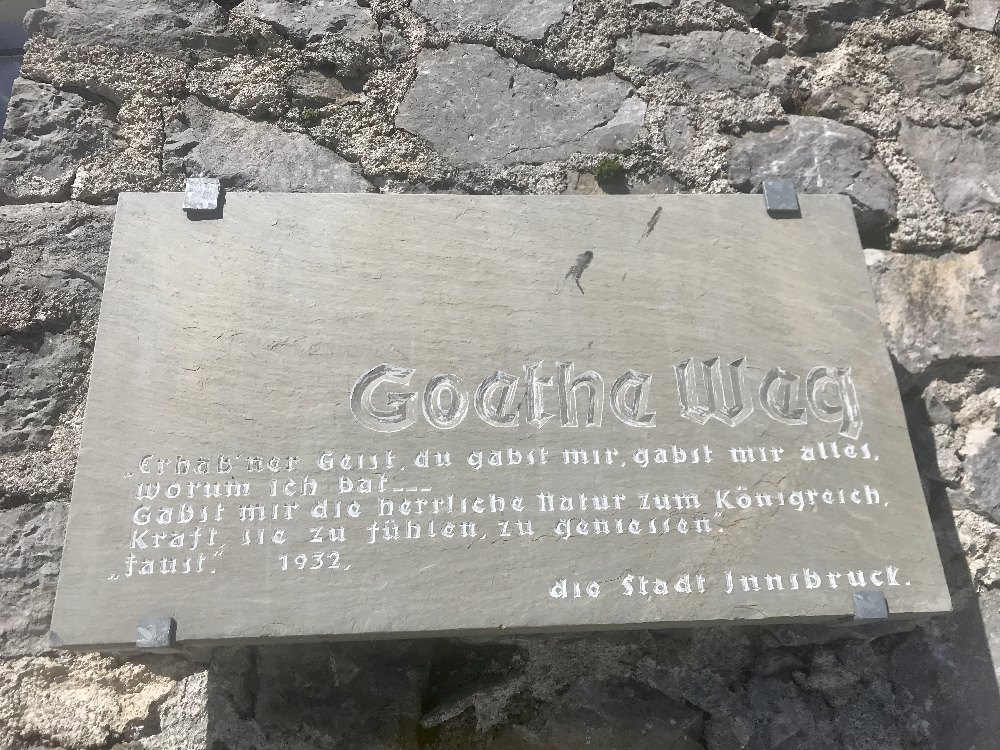 Goethe Weg
„Erhab'ner Geist, du gabst mir, gabst mir alles,
worum ich bat---
Gabst mir die herrliche Natur zum Königreich,
Kraft, sie zu fühlen, zu geniessen".
„Faust". 1932.
die Stadt Innsbruck.